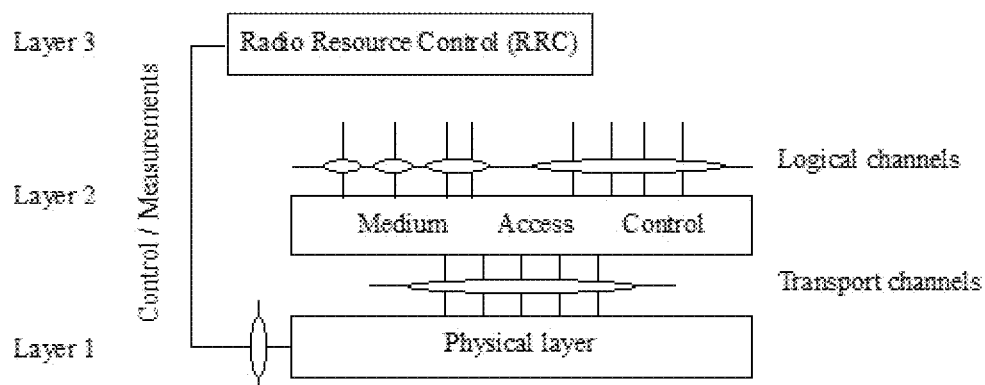 Layer 3
Radio Resource Control (RRC)
Control / Measurements
Logical channels
Layer 2
Medium Access Control
Transport channels
Layer 1
Physical layer